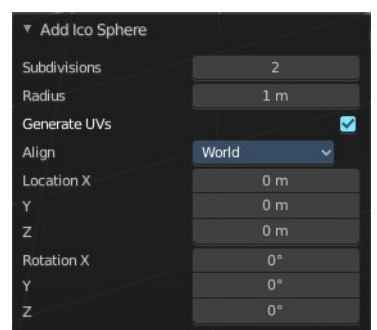 Add Ico Sphere
Subdivisions 2
Radius 1 m
Generate UVs
Align World
Location X 0 m
Y 0 m
Z 0 m
Rotation X 0°
Y 0°
Z 0°